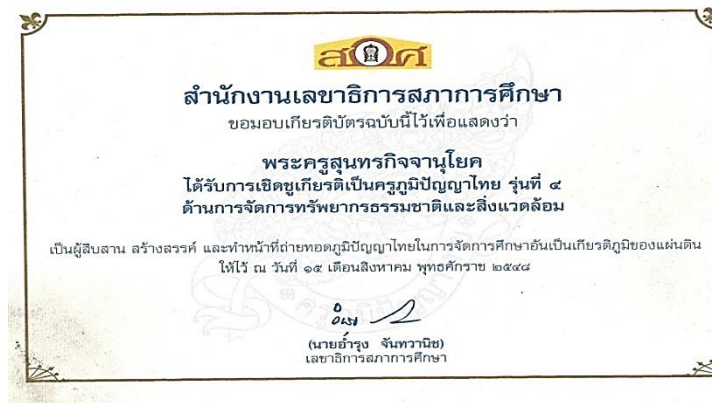 สกศ
สำนักงานเลขาธิการสภาการศึกษา
ขอมอบเกียรติบัตรฉบับนี้ไว้เพื่อแสดงว่า
พระครูสุนทรกิจจานุโยค
ได้รับการเชิดชูเกียรติเป็นครูภูมิปัญญาไทย รุ่นที่ ๔
ด้านการจัดการทรัพยากรธรรมชาติและสิ่งแวดล้อม
เป็นผู้สืบสาน สร้างสรรค์ และทำหน้าที่ถ่ายทอดภูมิปัญญาไทยในการจัดการศึกษาอันเป็นเกียรติภูมิของแผ่นดิน
ให้ไว้ ณ วันที่ ๑๕ เดือนสิงหาคม พุทธศักราช ๒๕๔๘
(นายอำรุง จันทวานิช)
เลขาธิการสภาการศึกษา